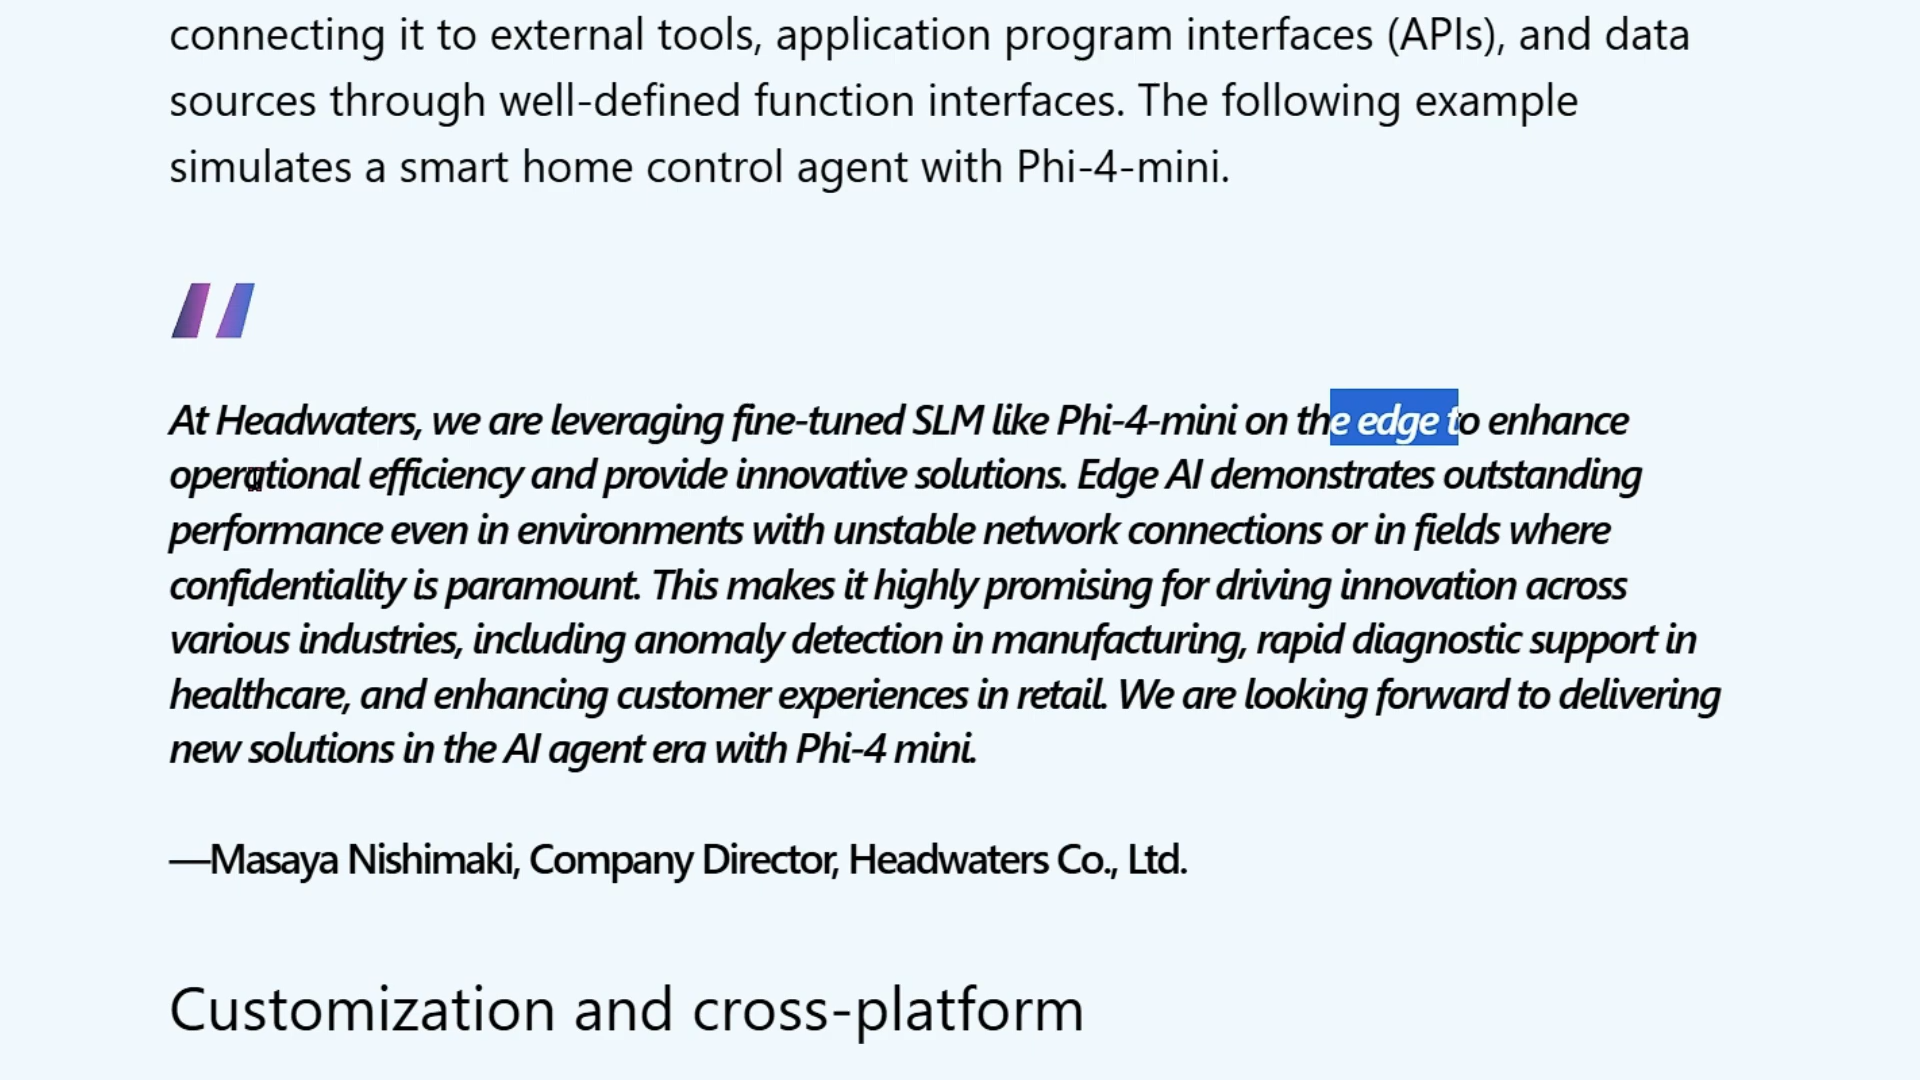 connecting it to external tools, application program interfaces (APIs), and data
sources through well-defined function interfaces. The following example
simulates a smart home control agent with Phi-4-mini.
"
At Headwaters, we are leveraging fine-tuned SLM like Phi-4-mini on the edge to enhance
operational efficiency and provide innovative solutions. Edge AI demonstrates outstanding
performance even in environments with unstable network connections or in fields where
confidentiality is paramount. This makes it highly promising for driving innovation across
various industries, including anomaly detection in manufacturing, rapid diagnostic support in
healthcare, and enhancing customer experiences in retail. We are looking forward to delivering
new solutions in the AI agent era with Phi-4 mini.
—Masaya Nishimaki, Company Director, Headwaters Co., Ltd.
Customization and cross-platform